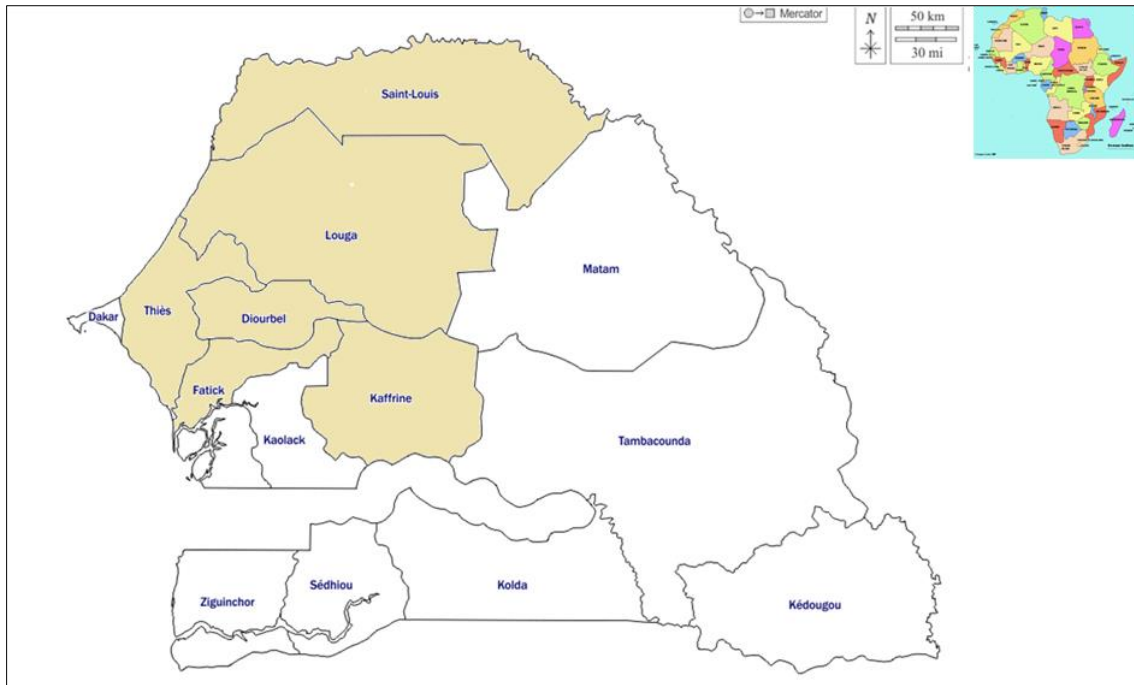 Mercator
N
50 km
30 mi
Saint-Louis
Louga
Matam
Dakar
Thiès
Diourbel
Fatick
Kaffrine
Kaolack
Tambacounda
Ziguinchor
Sédhiou
Kolda
Kédougou